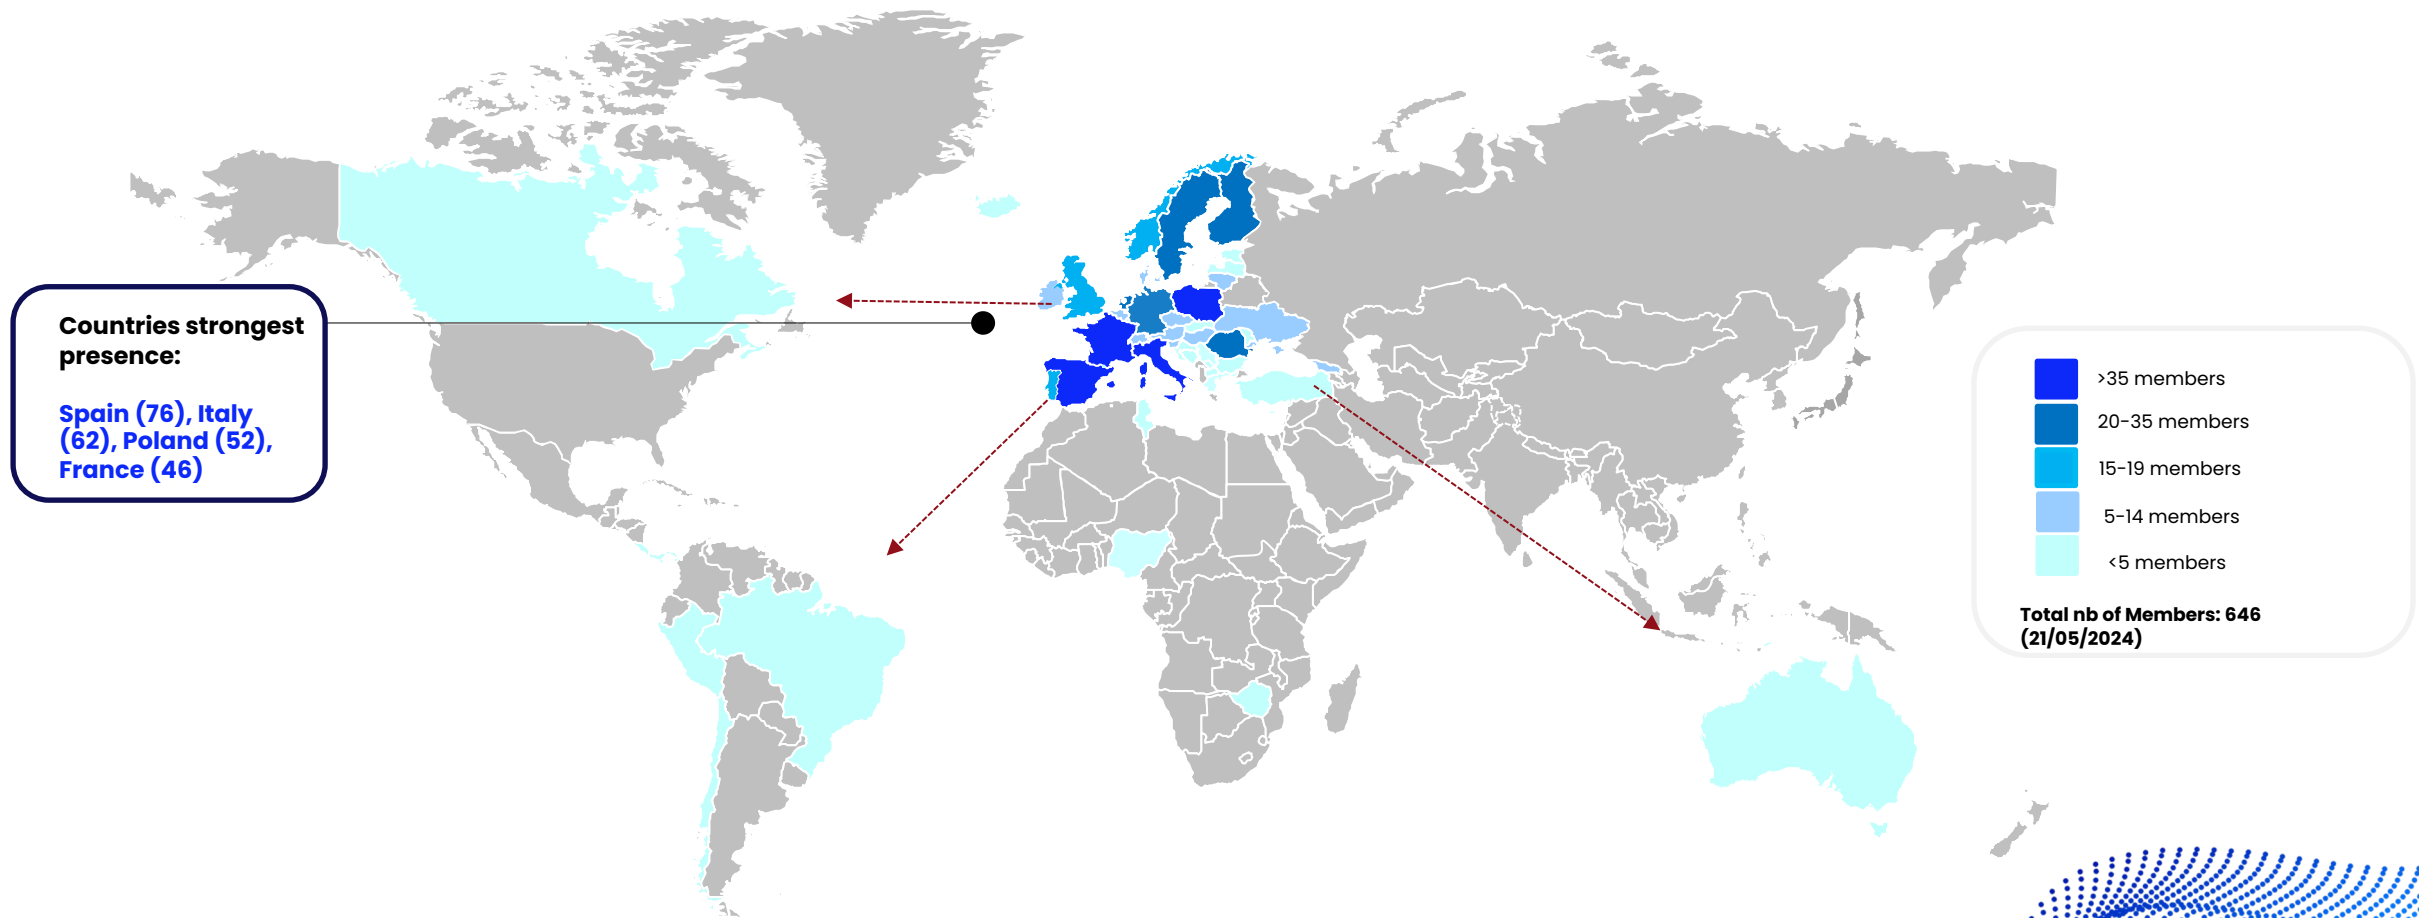 Countries strongest
presence:
Spain (76), Italy
(62), Poland (52),
France (46)
>35 members
20-35 members
15-19 members
5-14 members
<5 members
Total nb of Members: 646
(21/05/2024)